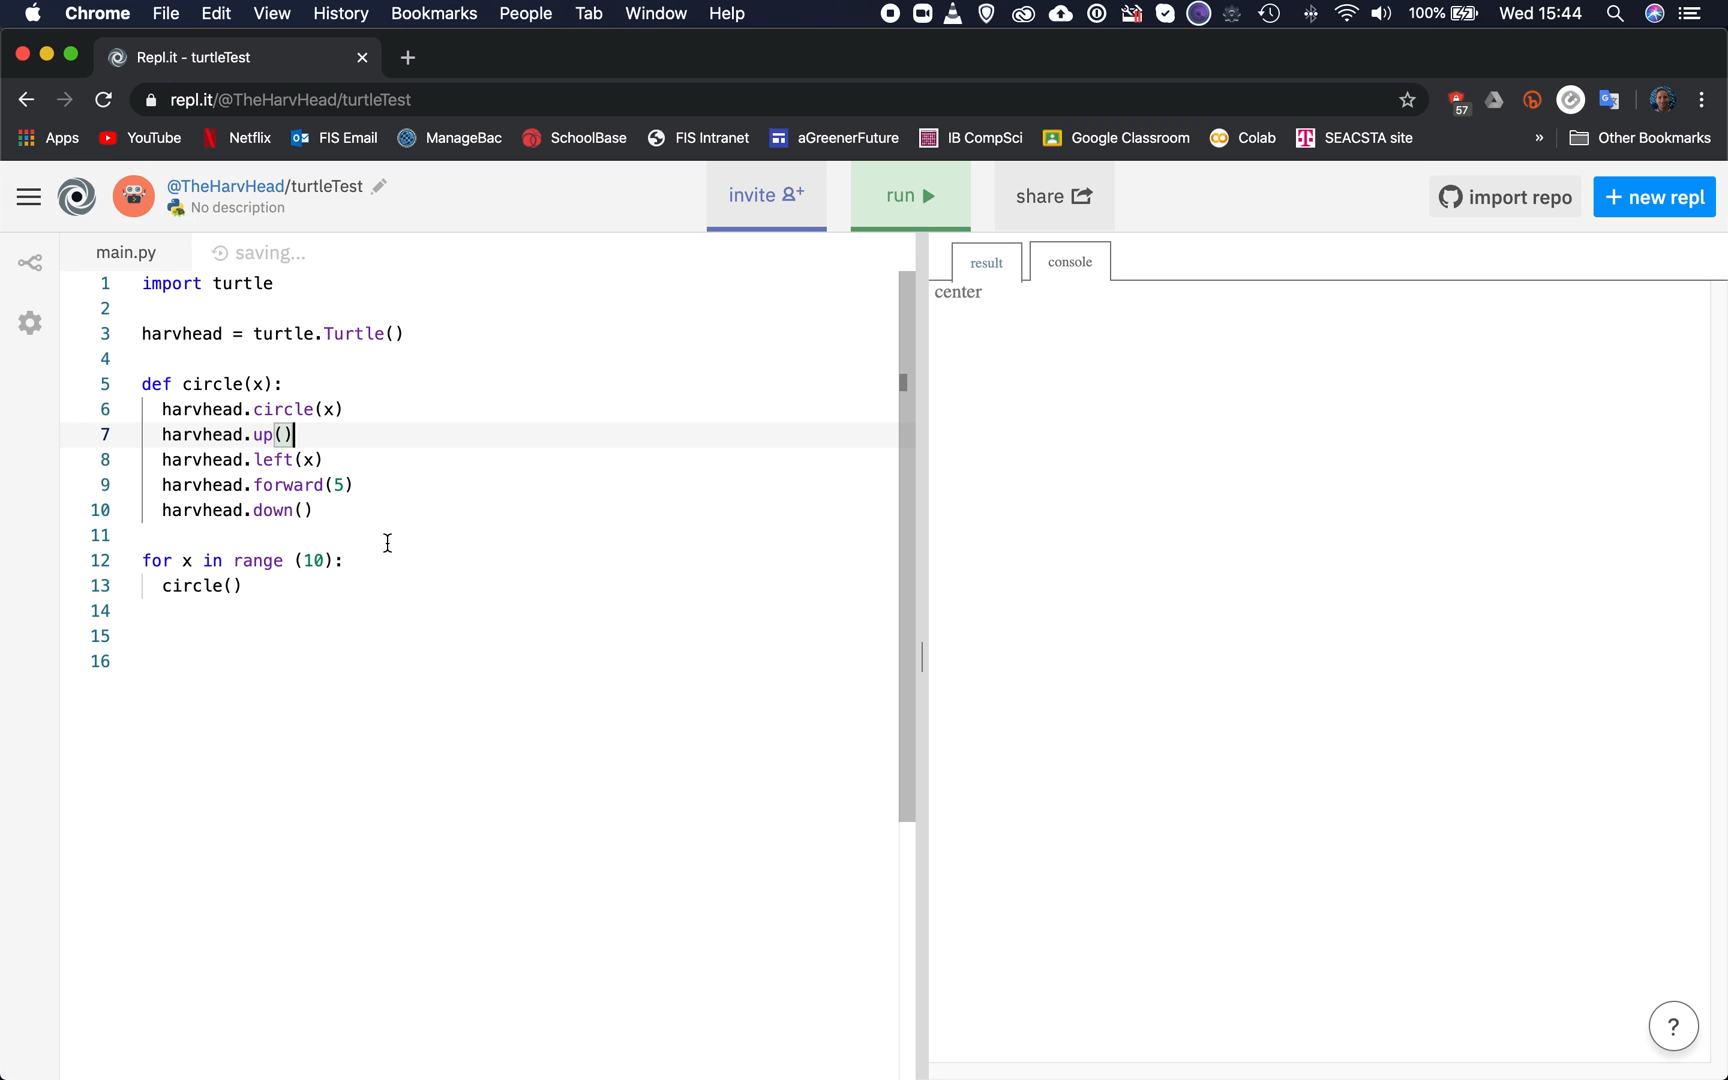 Chrome File Edit View History Bookmarks People Tab Window Help 100% Wed 15:44
Repl.it - turtleTest
repl.it/@TheHarvHead/turtleTest 57
Apps YouTube Netflix FIS Email ManageBac SchoolBase FIS Intranet aGreenerFuture IB CompSci Google Classroom Colab SEACSTA site » Other Bookmarks
@TheHarvHead/turtleTest
No description
invite run share import repo + new repl
main.py saving...
result console
center
1 import turtle
2
3 harvhead = turtle.Turtle()
4
5 def circle(x):
6 harvhead.circle(x)
7 harvhead.up()
8 harvhead.left(x)
9 harvhead.forward(5)
10 harvhead.down()
11
12 for x in range (10):
13 circle()
14
15
16
?